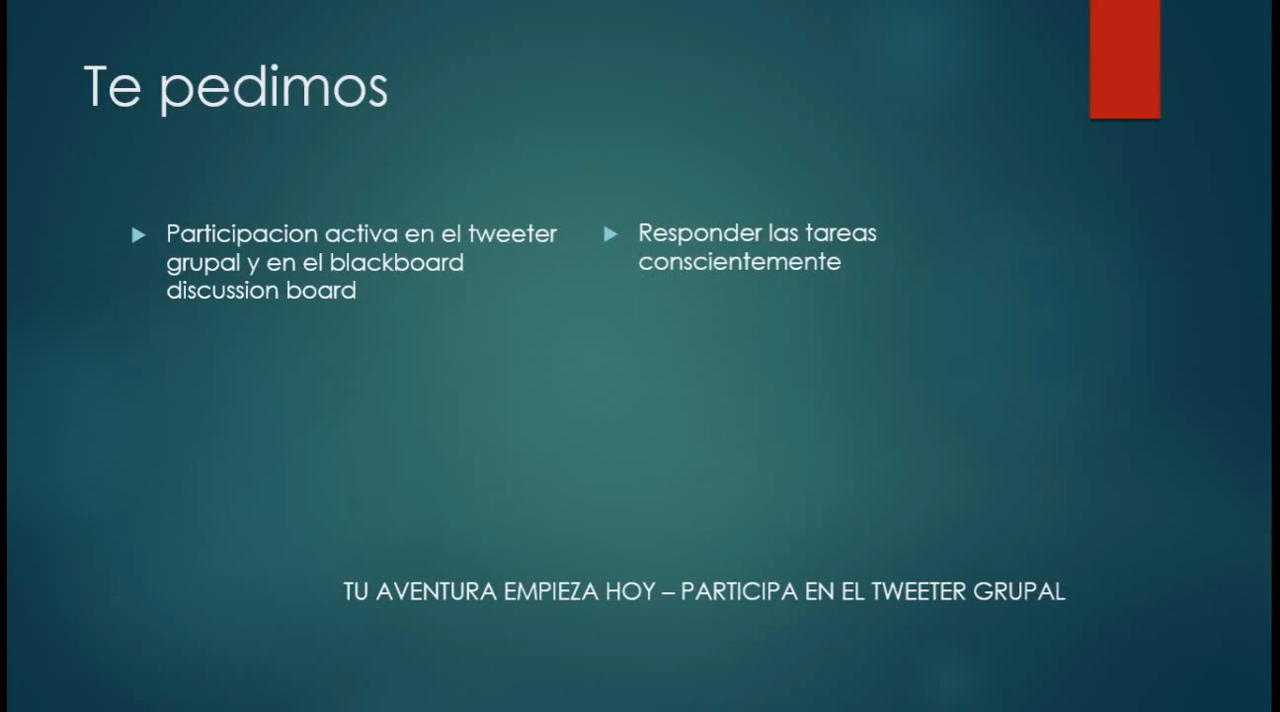 Te pedimos
Participacion activa en el tweeter
grupal y en el blackboard
discussion board
Responder las tareas
conscientemente
TU AVENTURA EMPIEZA HOY – PARTICIPA EN EL TWEETER GRUPAL